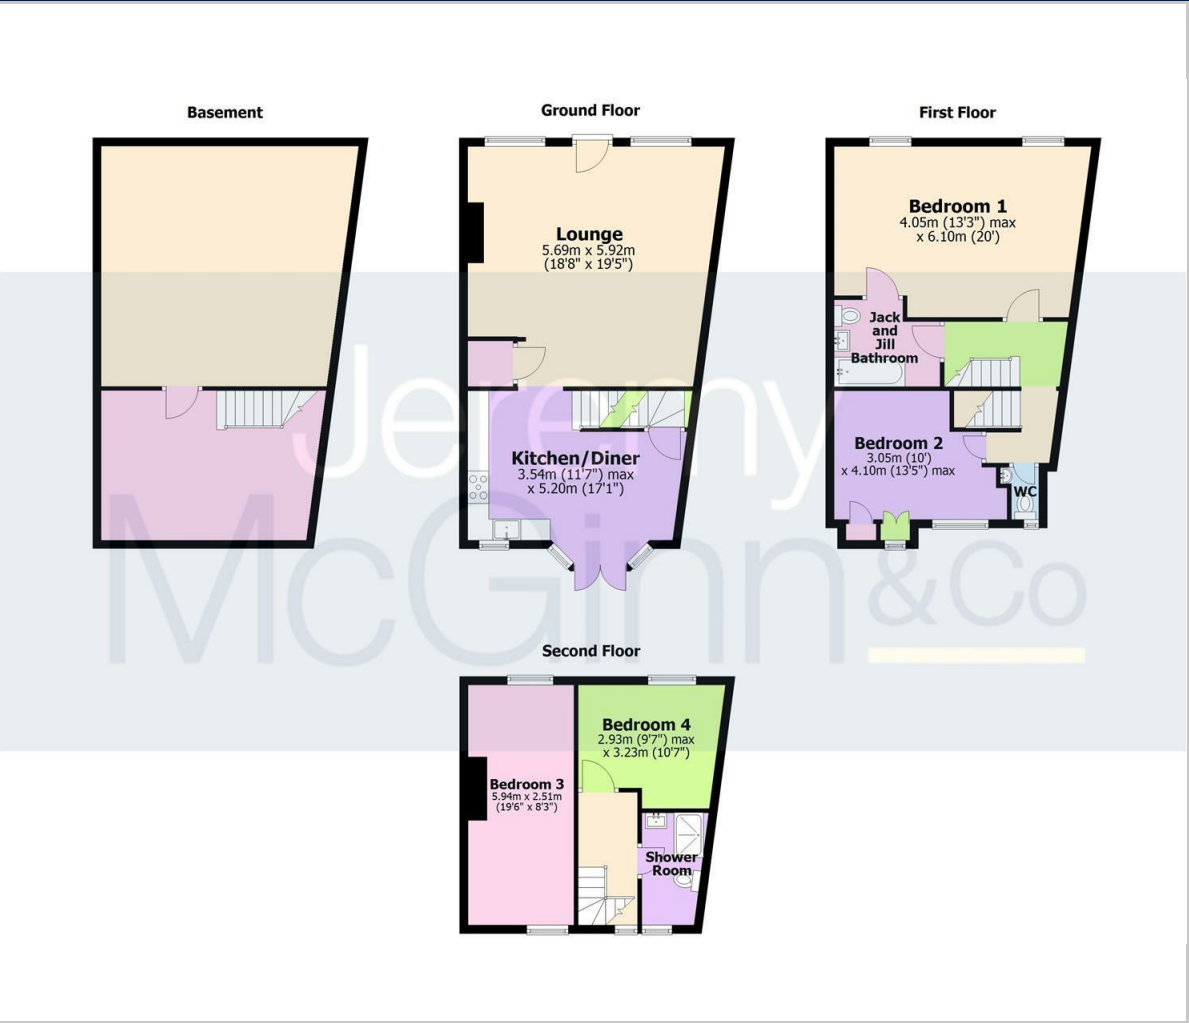 Basement
Ground Floor
First Floor
Lounge
5.69m x 5.92m
(18'8" x 19'5")
Kitchen/Diner
3.54m (11'7") max
x 5.20m (17'1")
Bedroom 1
4.05m (13'3") max
x 6.10m (20')
Jack
and
Jill
Bathroom
Bedroom 2
3.05m (10')
x 4.10m (13'5") max
WC
Jeremy
McGinn & Co
Second Floor
Bedroom 3
5.94m x 2.51m
(19'6" x 8'3")
Bedroom 4
2.93m (9'7") max
x 3.23m (10'7")
Shower
Room